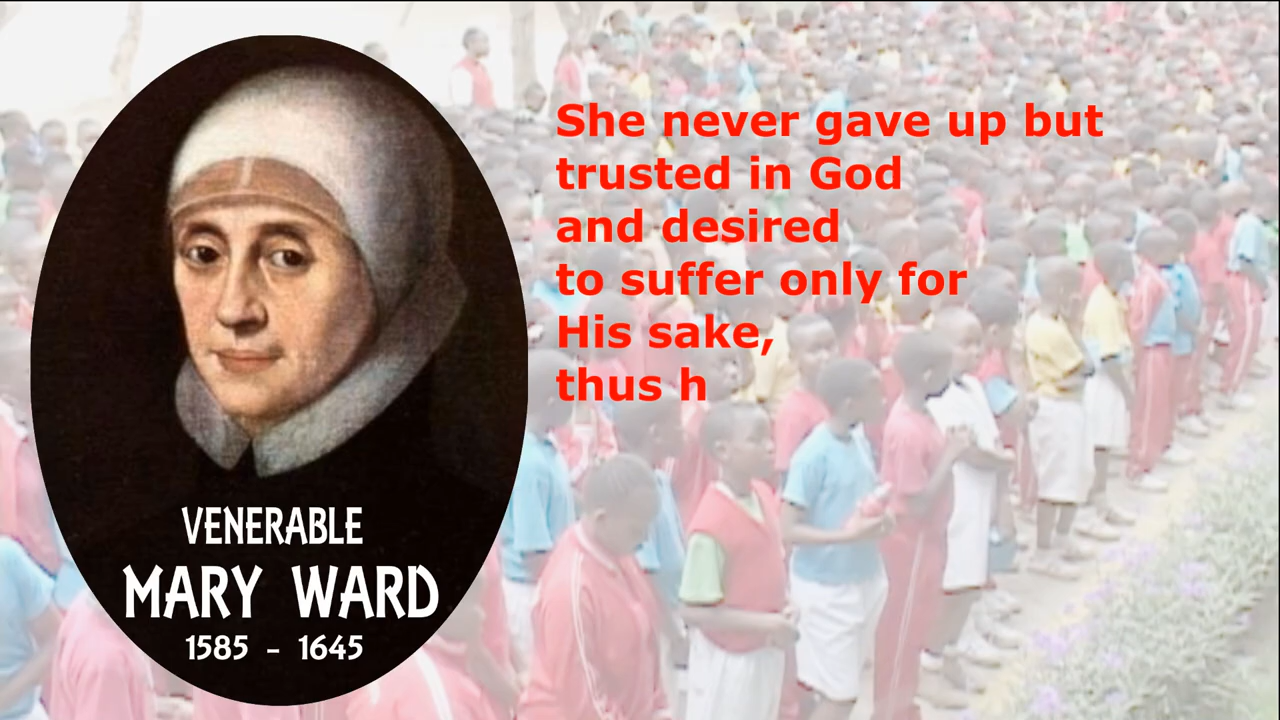 She never gave up but
trusted in God
and desired
to suffer only for
His sake,
thus h
VENERABLE
MARY WARD
1585 - 1645